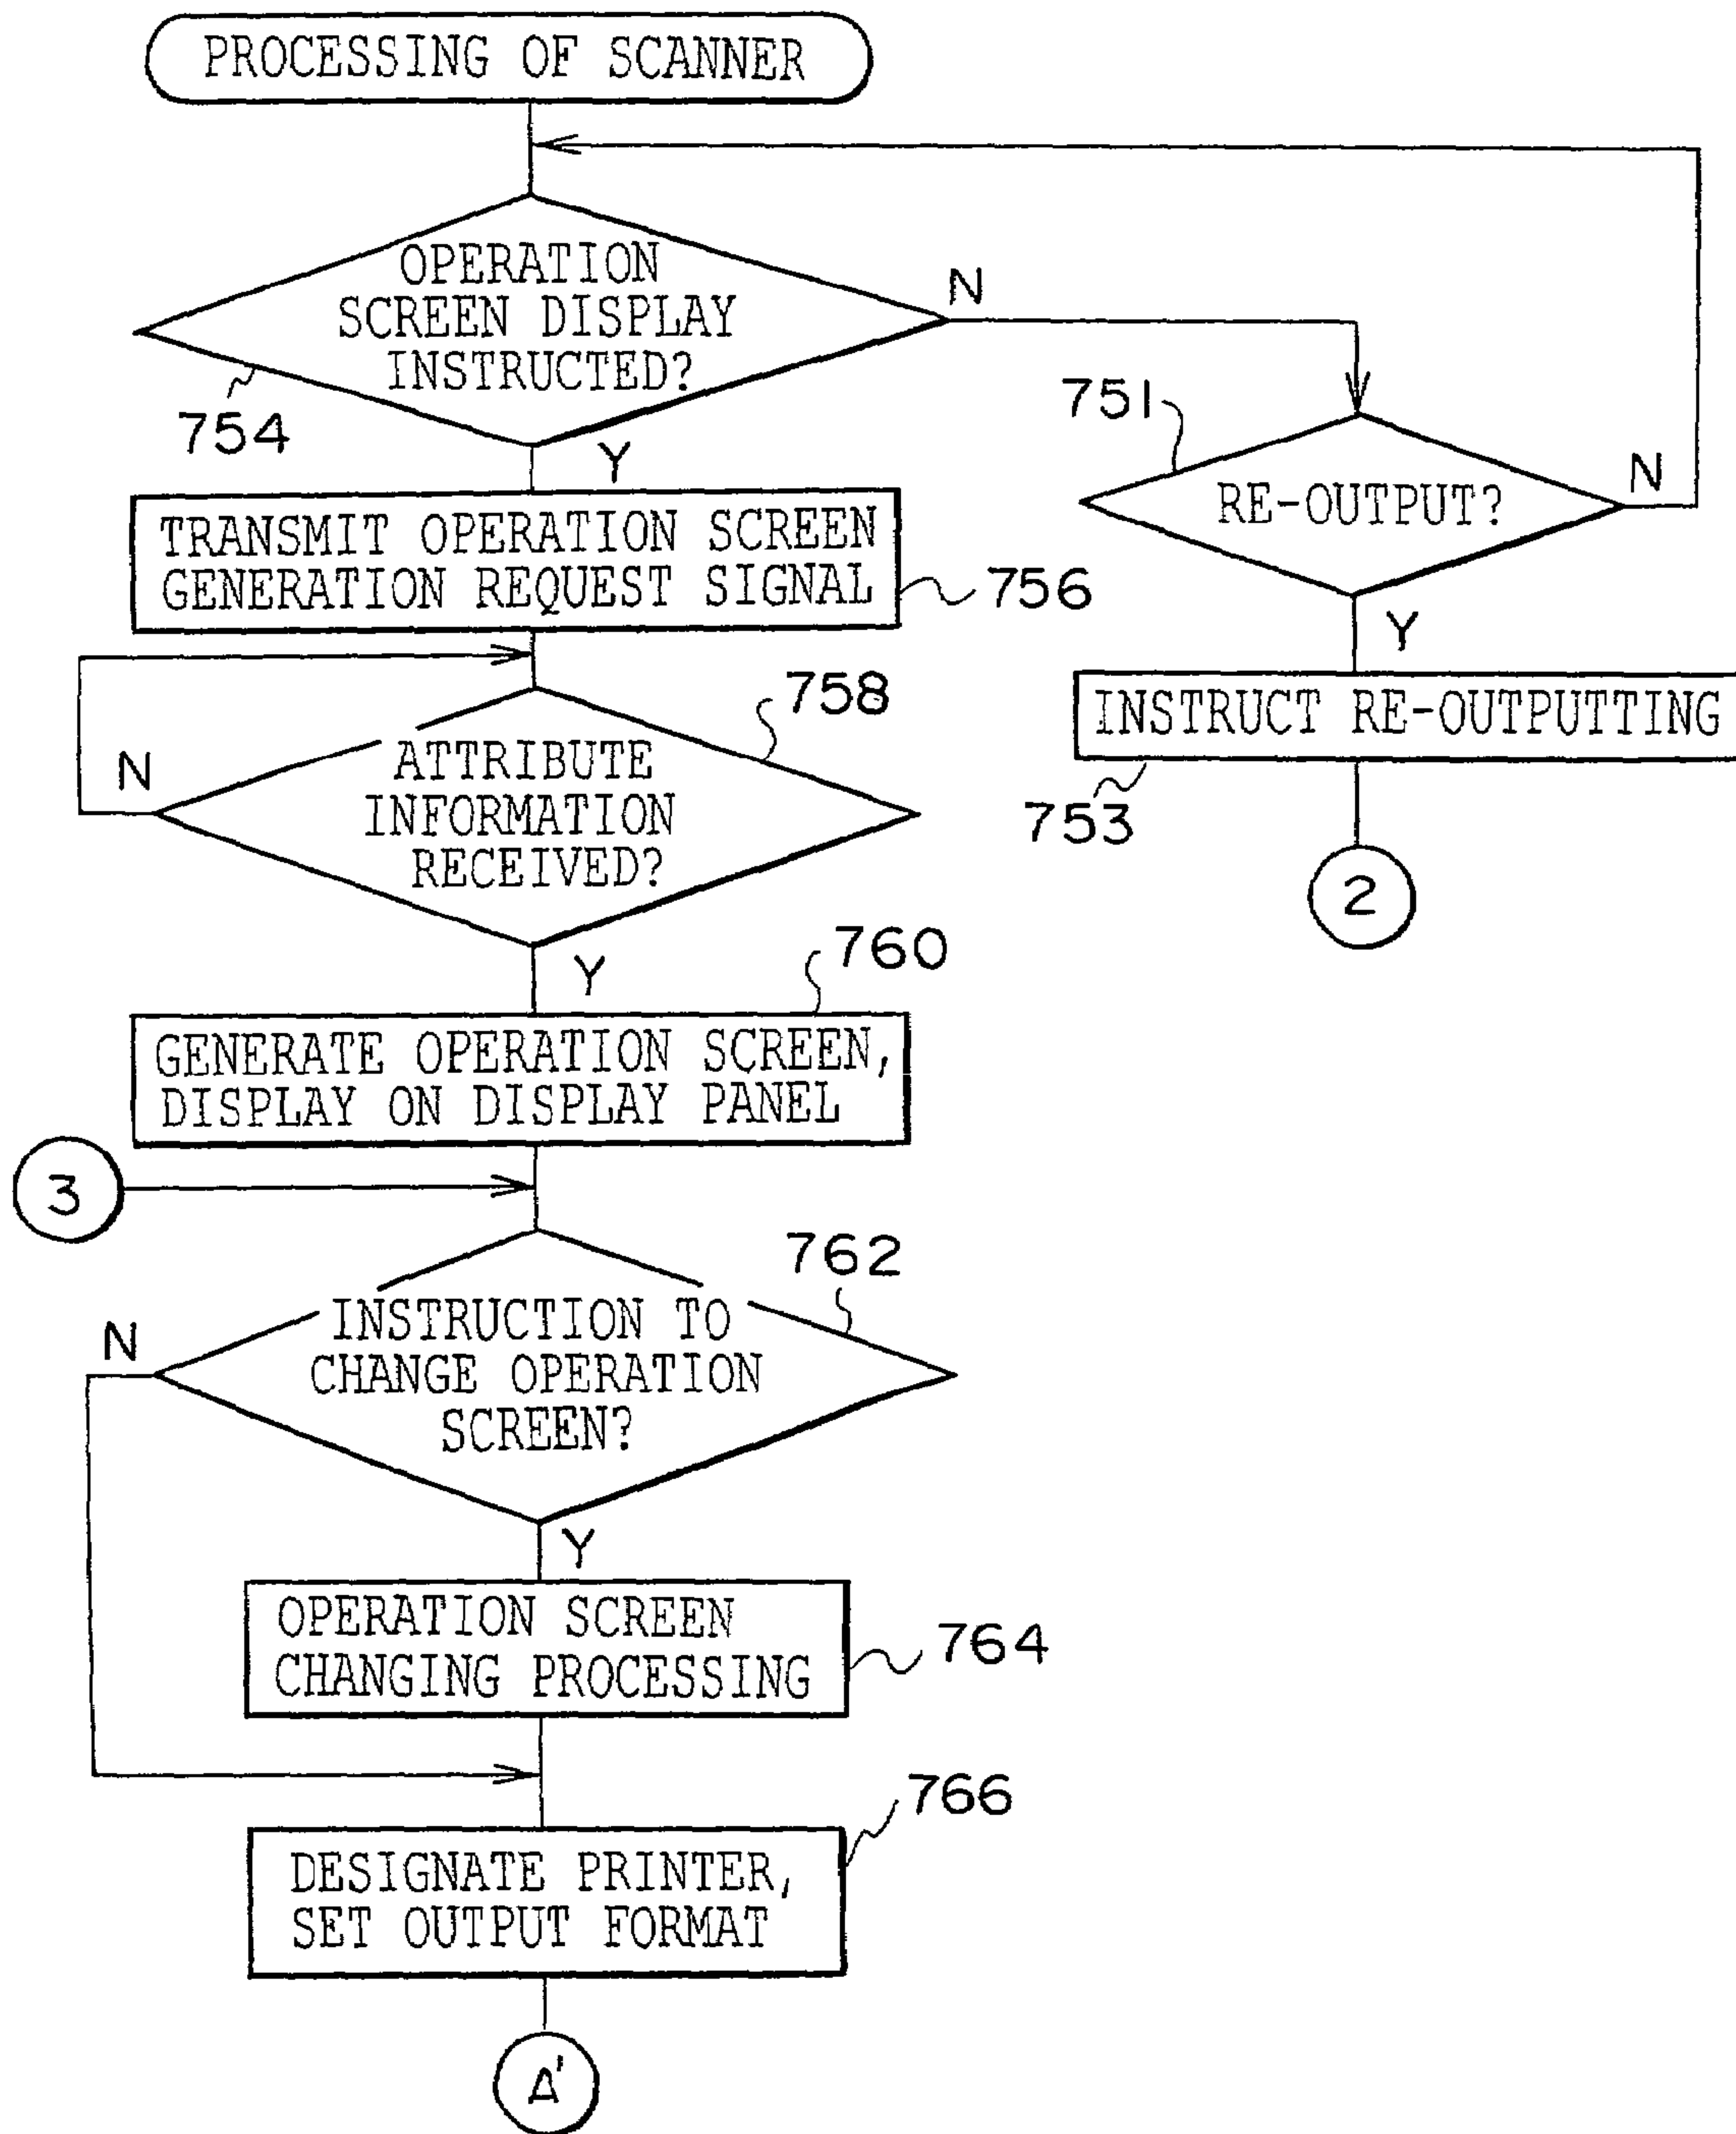 PROCESSING OF SCANNER
OPERATION
SCREEN DISPLAY
INSTRUCTED?
N
754
Y
751
RE-OUTPUT?
N
Y
TRANSMIT OPERATION SCREEN
GENERATION REQUEST SIGNAL
756
INSTRUCT RE-OUTPUTTING
753
2
758
ATTRIBUTE
INFORMATION
RECEIVED?
N
Y
760
GENERATE OPERATION SCREEN,
DISPLAY ON DISPLAY PANEL
3
762
INSTRUCTION TO
CHANGE OPERATION
SCREEN?
N
Y
OPERATION SCREEN
CHANGING PROCESSING
764
766
DESIGNATE PRINTER,
SET OUTPUT FORMAT
A'